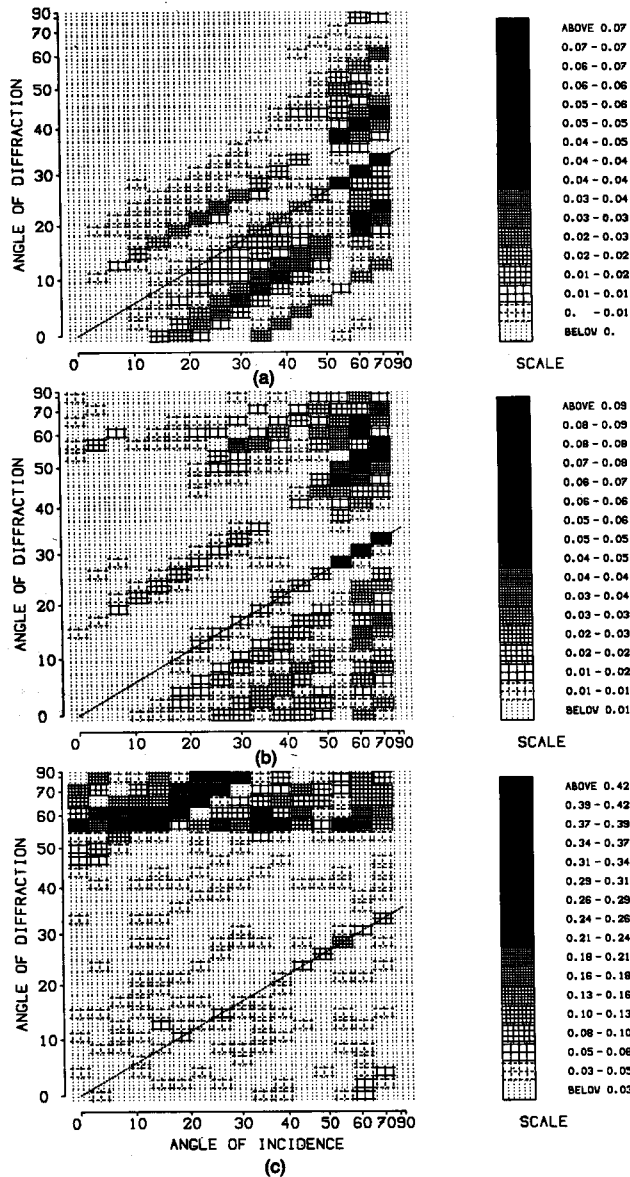 90
70
60
50
40
30
20
10
0
ANGLE OF DIFFRACTION
0 10 20 30 40 50 60 70 90
(a)
ABOVE 0.07
0.07 - 0.07
0.06 - 0.07
0.06 - 0.06
0.05 - 0.06
0.05 - 0.05
0.04 - 0.05
0.04 - 0.04
0.04 - 0.04
0.03 - 0.04
0.03 - 0.03
0.02 - 0.03
0.02 - 0.02
0.01 - 0.02
0.01 - 0.01
0. - 0.01
BELOW 0.
SCALE
90
70
60
50
40
30
20
10
0
ANGLE OF DIFFRACTION
0 10 20 30 40 50 60 70 90
(b)
ABOVE 0.09
0.08 - 0.09
0.08 - 0.08
0.07 - 0.08
0.06 - 0.07
0.06 - 0.06
0.05 - 0.06
0.05 - 0.05
0.04 - 0.05
0.04 - 0.04
0.03 - 0.04
0.03 - 0.03
0.02 - 0.03
0.02 - 0.02
0.01 - 0.02
0.01 - 0.01
BELOW 0.01
SCALE
90
70
60
50
40
30
20
10
0
ANGLE OF DIFFRACTION
0 10 20 30 40 50 60 70 90
ANGLE OF INCIDENCE
(c)
ABOVE 0.42
0.39 - 0.42
0.37 - 0.39
0.34 - 0.37
0.31 - 0.34
0.29 - 0.31
0.26 - 0.29
0.24 - 0.26
0.21 - 0.24
0.18 - 0.21
0.16 - 0.18
0.13 - 0.16
0.10 - 0.13
0.08 - 0.10
0.05 - 0.08
0.03 - 0.05
BELOW 0.03
SCALE